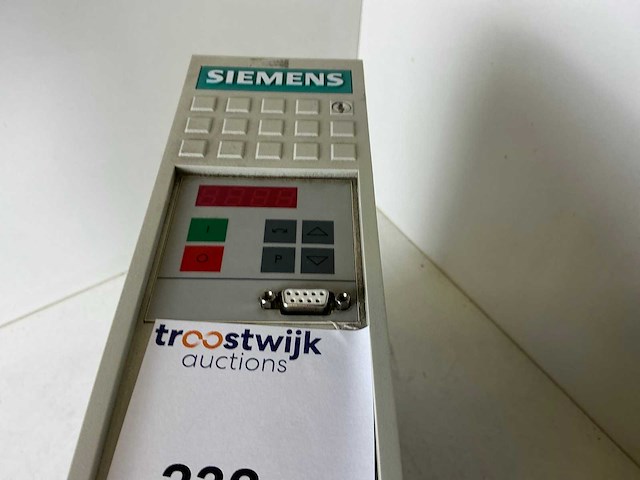 SIEMENS
I
O
P
troostwijk
auctions